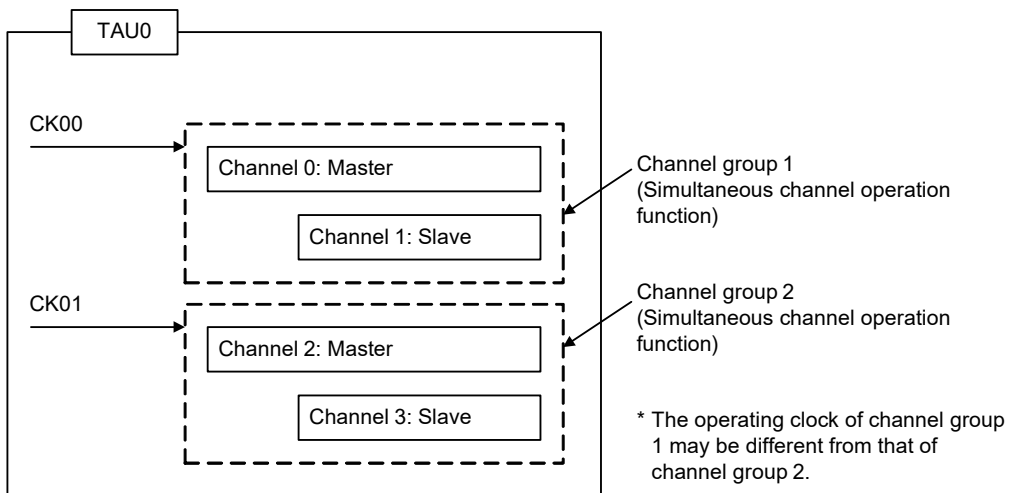 TAU0
CK00
Channel 0: Master
Channel 1: Slave
Channel group 1
(Simultaneous channel operation
function)
CK01
Channel 2: Master
Channel 3: Slave
Channel group 2
(Simultaneous channel operation
function)
* The operating clock of channel group
1 may be different from that of
channel group 2.